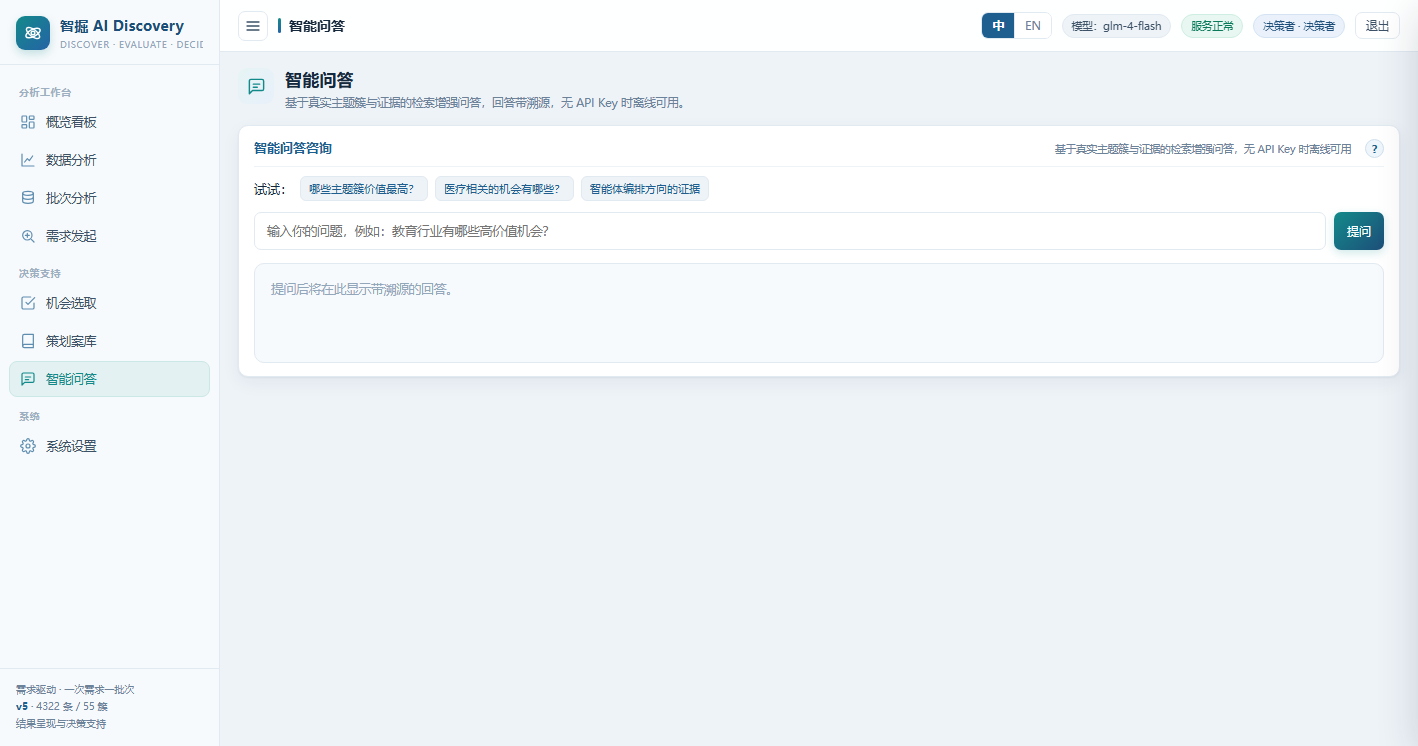 智掘 AI Discovery
DISCOVER · EVALUATE · DECID
分析工作台
概览看板
数据分析
批次分析
需求发起
决策支持
机会选取
策划案库
智能问答
系统
系统设置
需求驱动 · 一次需求一批次
v5 · 4322 条 / 55 簇
结果呈现与决策支持
智能问答
中
EN
模型：glm-4-flash
服务正常
决策者 · 决策者
退出
智能问答
基于真实主题簇与证据的检索增强问答，回答带溯源，无 API Key 时离线可用。
智能问答咨询
基于真实主题簇与证据的检索增强问答，无 API Key 时离线可用
?
试试：
哪些主题簇价值最高？
医疗相关的机会有哪些？
智能体编排方向的证据
输入你的问题，例如：教育行业有哪些高价值机会？
提问
提问后将在此显示带溯源的回答。